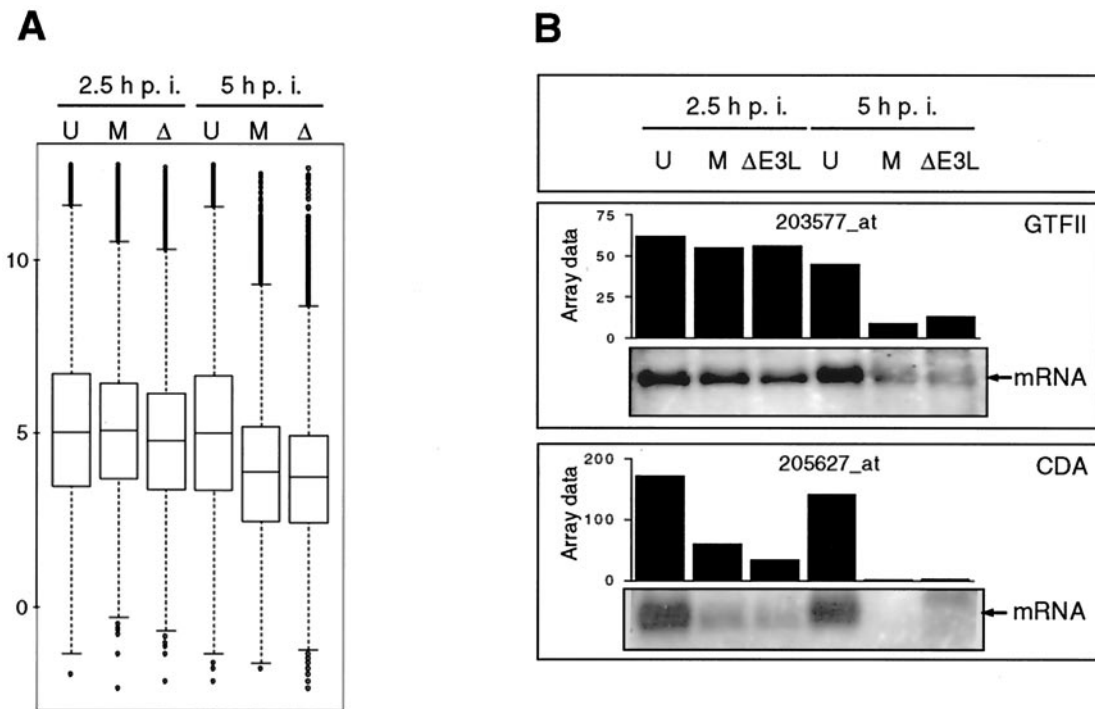 A
2.5 h p. i. 5 h p. i.
U M Δ U M Δ
10
5
0
B
2.5 h p. i. 5 h p. i.
U M ΔE3L U M ΔE3L
203577_at GTFII
Array data
75
50
25
0
mRNA
205627_at CDA
Array data
200
100
0
mRNA